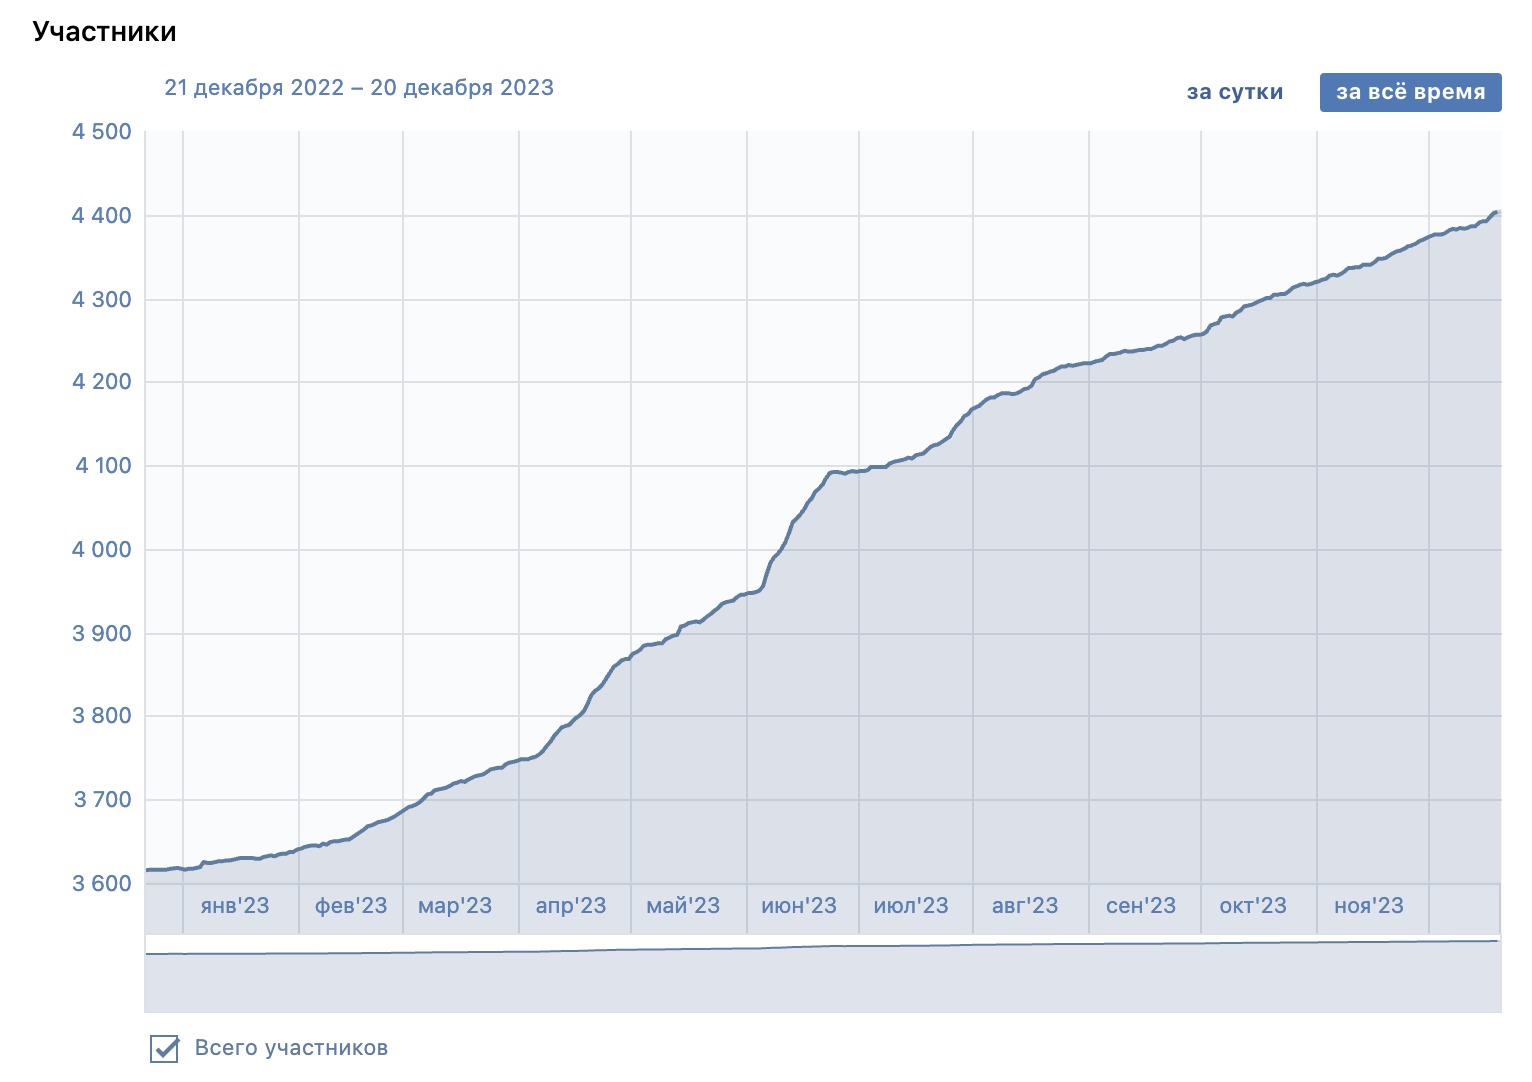 Участники
21 декабря 2022 – 20 декабря 2023
за сутки
за всё время
4 500
4 400
4 300
4 200
4 100
4 000
3 900
3 800
3 700
3 600
янв'23 фев'23 мар'23 апр'23 май'23 июн'23 июл'23 авг'23 сен'23 окт'23 ноя'23
Всего участников